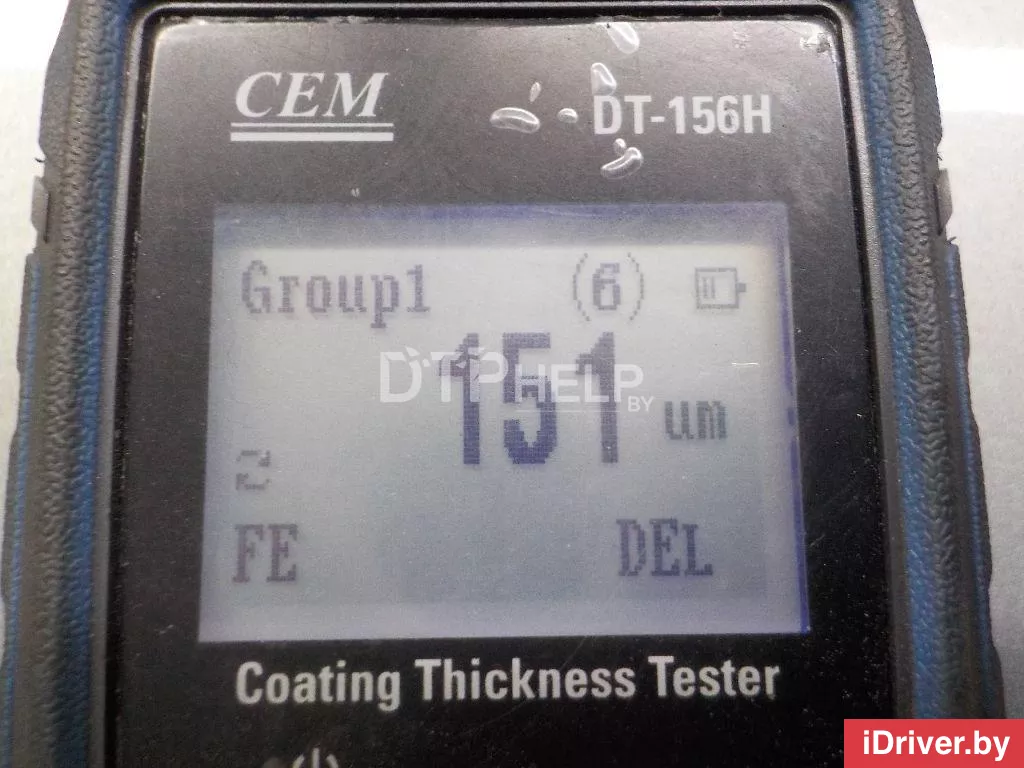 CEM
DT-156H
Group1 (6)
151 um
DTPHELP
BY
FE DEL
Coating Thickness Tester
iDriver.by